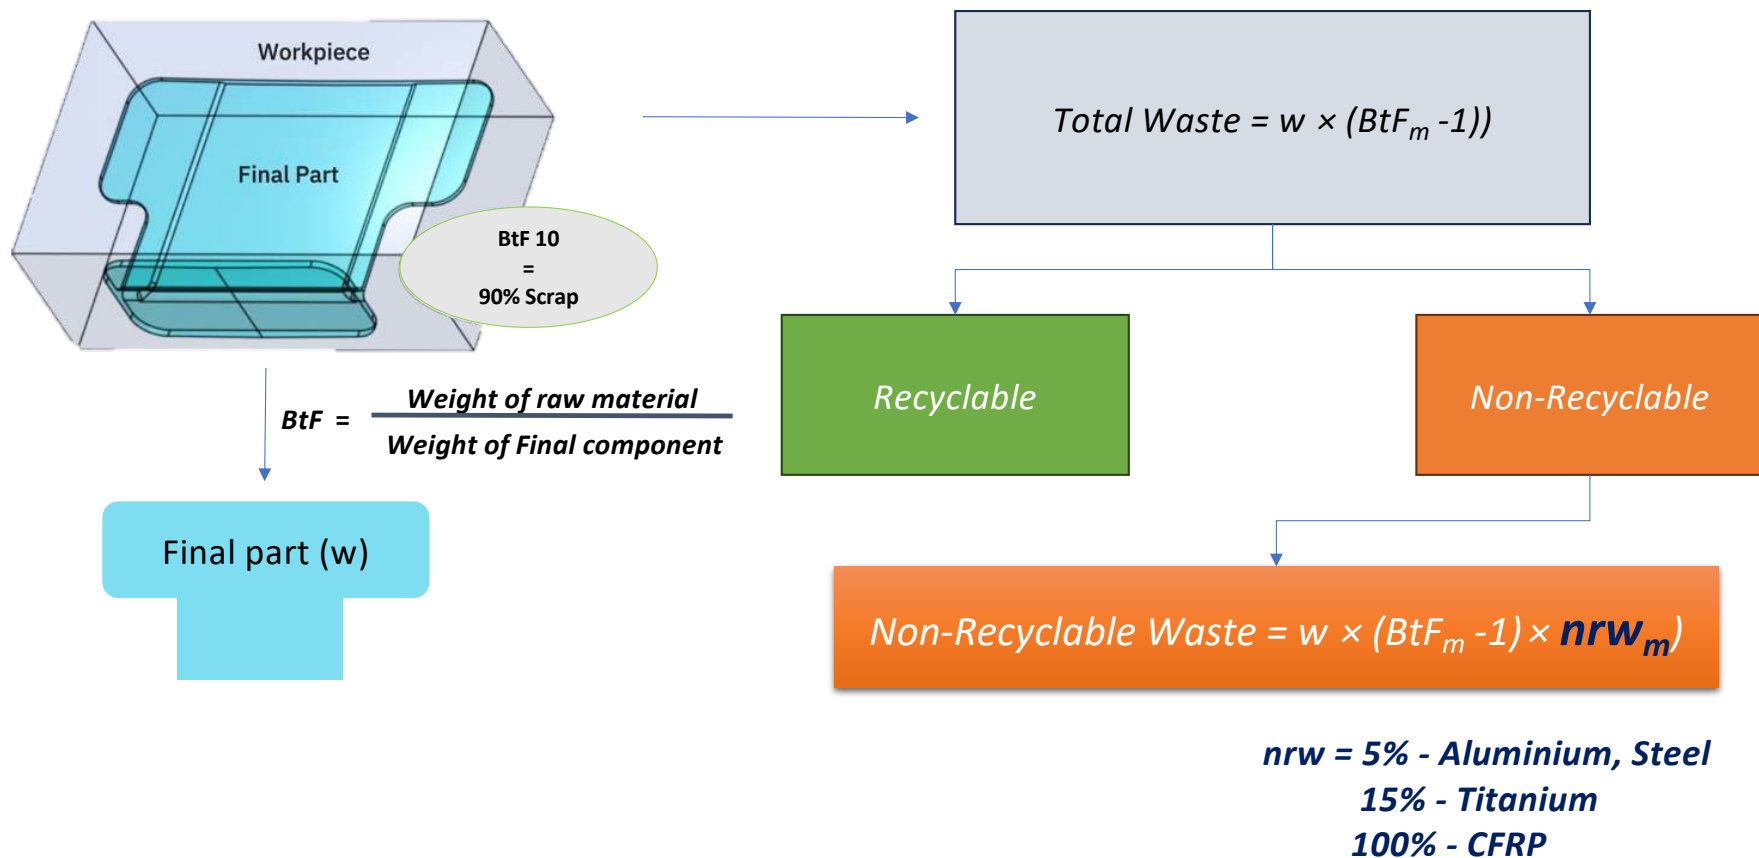 Workpiece
Final Part
BtF 10
=
90% Scrap
BtF = Weight of raw material
Weight of Final component
Final part (w)
Total Waste = w × (BtFₘ -1))
Recyclable
Non-Recyclable
Non-Recyclable Waste = w × (BtFₘ -1) × nrwₘ)
nrw = 5% - Aluminium, Steel
15% - Titanium
100% - CFRP